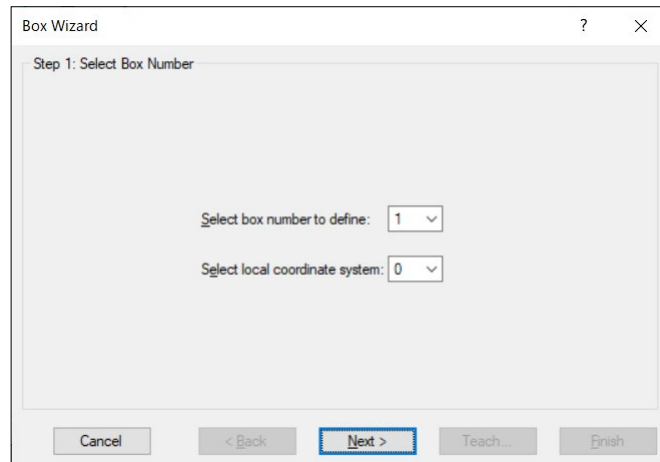 Box Wizard ?
Step 1: Select Box Number
Select box number to define: 1
Select local coordinate system: 0
Cancel < Back Next > Teach... Finish